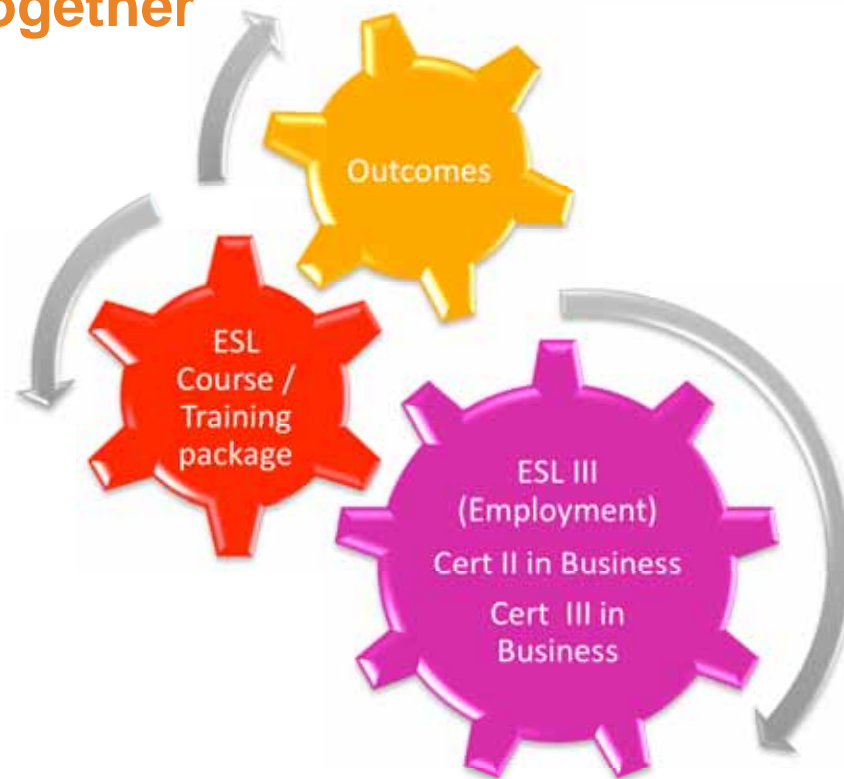 ogether
Outcomes
ESL
Course /
Training
package
ESL III
(Employment)
Cert II in Business
Cert III in
Business